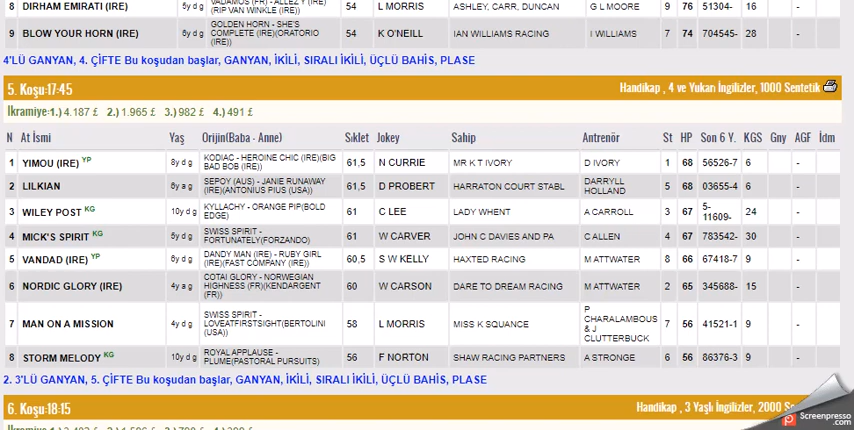 8 DIRHAM EMIRATI (IRE) 5y d g VADAMOS (FR) - ALLEZ Y (IRE) (RIP VAN WINKLE (IRE)) 54 L MORRIS ASHLEY, CARR, DUNCAN G L MOORE 9 76 51304- 16 -
9 BLOW YOUR HORN (IRE) GOLDEN HORN - SHE'S COMPLETE (IRE)(ORATORIO (IRE)) 54 K O'NEILL IAN WILLIAMS RACING I WILLIAMS 7 74 704545- 28 -
4'LÜ GANYAN, 4. ÇİFTE Bu koşudan başlar, GANYAN, İKİLİ, SIRALI İKİLİ, ÜÇLÜ BAHİS, PLASE
5. Koşu:17:45 Handikap , 4 ve Yukarı İngilizler, 1000 Sentetik
İkramiye:1.) 4.187 £ 2.) 1.965 £ 3.) 982 £ 4.) 491 £
N At İsmi Yaş Orijin(Baba - Anne) Sıklet Jokey Sahip Antrenör St HP Son 6 Y. KGS Gny AGF İdm
1 YIMOU (IRE) YP 8y d g KODIAC - HEROINE CHIC (IRE)(BIG BAD BOB (IRE)) 61,5 N CURRIE MR K T IVORY D IVORY 1 68 56526-7 6 -
2 LILKIAN 6y a g SEPOY (AUS) - JANIE RUNAWAY (IRE)(ANTONIUS PIUS (USA)) 61,5 D PROBERT HARRATON COURT STABL DARRYLL HOLLAND 5 68 03655-4 6 -
3 WILEY POST KG 10y d g KYLLACHY - ORANGE PIP(BOLD EDGE) 61 C LEE LADY WHENT A CARROLL 3 67 5-11609- 24 -
4 MICK'S SPIRIT KG SWISS SPIRIT - FORTUNATELY(FORZANDO) 61 W CARVER JOHN C DAVIES AND PA C ALLEN 4 67 783542- 30 -
5 VANDAD (IRE) YP DANDY MAN (IRE) - RUBY GIRL (IRE)(FAST COMPANY (IRE)) 60,5 S W KELLY HAXTED RACING M ATTWATER 8 66 67418-7 9 -
6 NORDIC GLORY (IRE) 4y a g COTAI GLORY - NORWEGIAN HIGHNESS (FR)(KENDARGENT (FR)) 60 W CARSON DARE TO DREAM RACING M ATTWATER 2 65 345688- 15 -
7 MAN ON A MISSION 4y d g SWISS SPIRIT - LOVEATFIRSTSIGHT(BERTOLINI (USA)) 58 L MORRIS MISS K SQUANCE P CHARALAMBOUS & J CLUTTERBUCK 7 56 41521-1 9 -
8 STORM MELODY KG 10y d g ROYAL APPLAUSE - PLUME(PASTORAL PURSUITS) 56 F NORTON SHAW RACING PARTNERS A STRONGE 6 56 86376-3 9 -
2. 3'LÜ GANYAN, 5. ÇİFTE Bu koşudan başlar, GANYAN, İKİLİ, SIRALI İKİLİ, ÜÇLÜ BAHİS, PLASE
6. Koşu:18:15 Handikap , 3 Yaşlı İngilizler, 2000
Screenpresso
.com